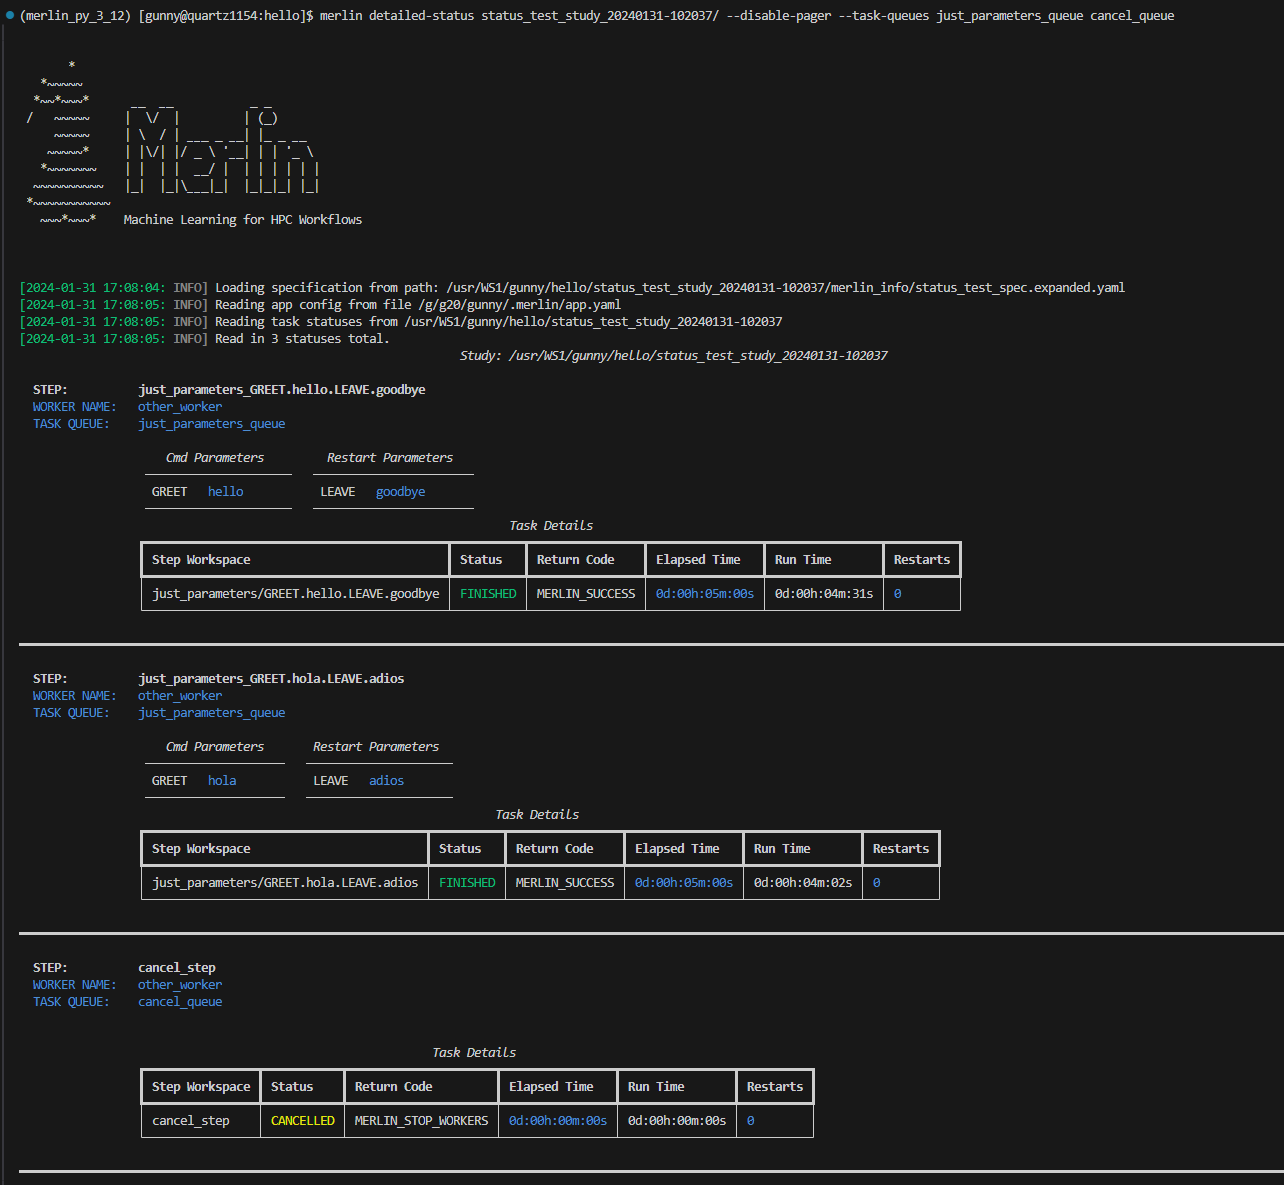 (merlin_py_3_12) [gunny@quartz1154:hello]$ merlin detailed-status status_test_study_20240131-102037/ --disable-pager --task-queues just_parameters_queue cancel_queue
       *
   *~~~~~
  *~~*~~~*      __  __           _ _
 /   ~~~~~     |  \/  |         | (_)
     ~~~~~     | \  / | ___ _ __| |_ _ __
    ~~~~~*     | |\/| |/ _ \ '__| | | '_ \
   *~~~~~~~    | |  | |  __/ |  | | | | | |
  ~~~~~~~~~~   |_|  |_|\___|_|  |_|_|_| |_|
 *~~~~~~~~~~~
   ~~~*~~~*    Machine Learning for HPC Workflows
[2024-01-31 17:08:04: INFO] Loading specification from path: /usr/WS1/gunny/hello/status_test_study_20240131-102037/merlin_info/status_test_spec.expanded.yaml
[2024-01-31 17:08:05: INFO] Reading app config from file /g/g20/gunny/.merlin/app.yaml
[2024-01-31 17:08:05: INFO] Reading task statuses from /usr/WS1/gunny/hello/status_test_study_20240131-102037
[2024-01-31 17:08:05: INFO] Read in 3 statuses total.
Study: /usr/WS1/gunny/hello/status_test_study_20240131-102037
STEP: just_parameters_GREET.hello.LEAVE.goodbye
WORKER NAME: other_worker
TASK QUEUE: just_parameters_queue
Cmd Parameters Restart Parameters
GREET hello LEAVE goodbye
Task Details
Step Workspace Status Return Code Elapsed Time Run Time Restarts
just_parameters/GREET.hello.LEAVE.goodbye FINISHED MERLIN_SUCCESS 0d:00h:05m:00s 0d:00h:04m:31s 0
STEP: just_parameters_GREET.hola.LEAVE.adios
WORKER NAME: other_worker
TASK QUEUE: just_parameters_queue
Cmd Parameters Restart Parameters
GREET hola LEAVE adios
Task Details
Step Workspace Status Return Code Elapsed Time Run Time Restarts
just_parameters/GREET.hola.LEAVE.adios FINISHED MERLIN_SUCCESS 0d:00h:05m:00s 0d:00h:04m:02s 0
STEP: cancel_step
WORKER NAME: other_worker
TASK QUEUE: cancel_queue
Task Details
Step Workspace Status Return Code Elapsed Time Run Time Restarts
cancel_step CANCELLED MERLIN_STOP_WORKERS 0d:00h:00m:00s 0d:00h:00m:00s 0